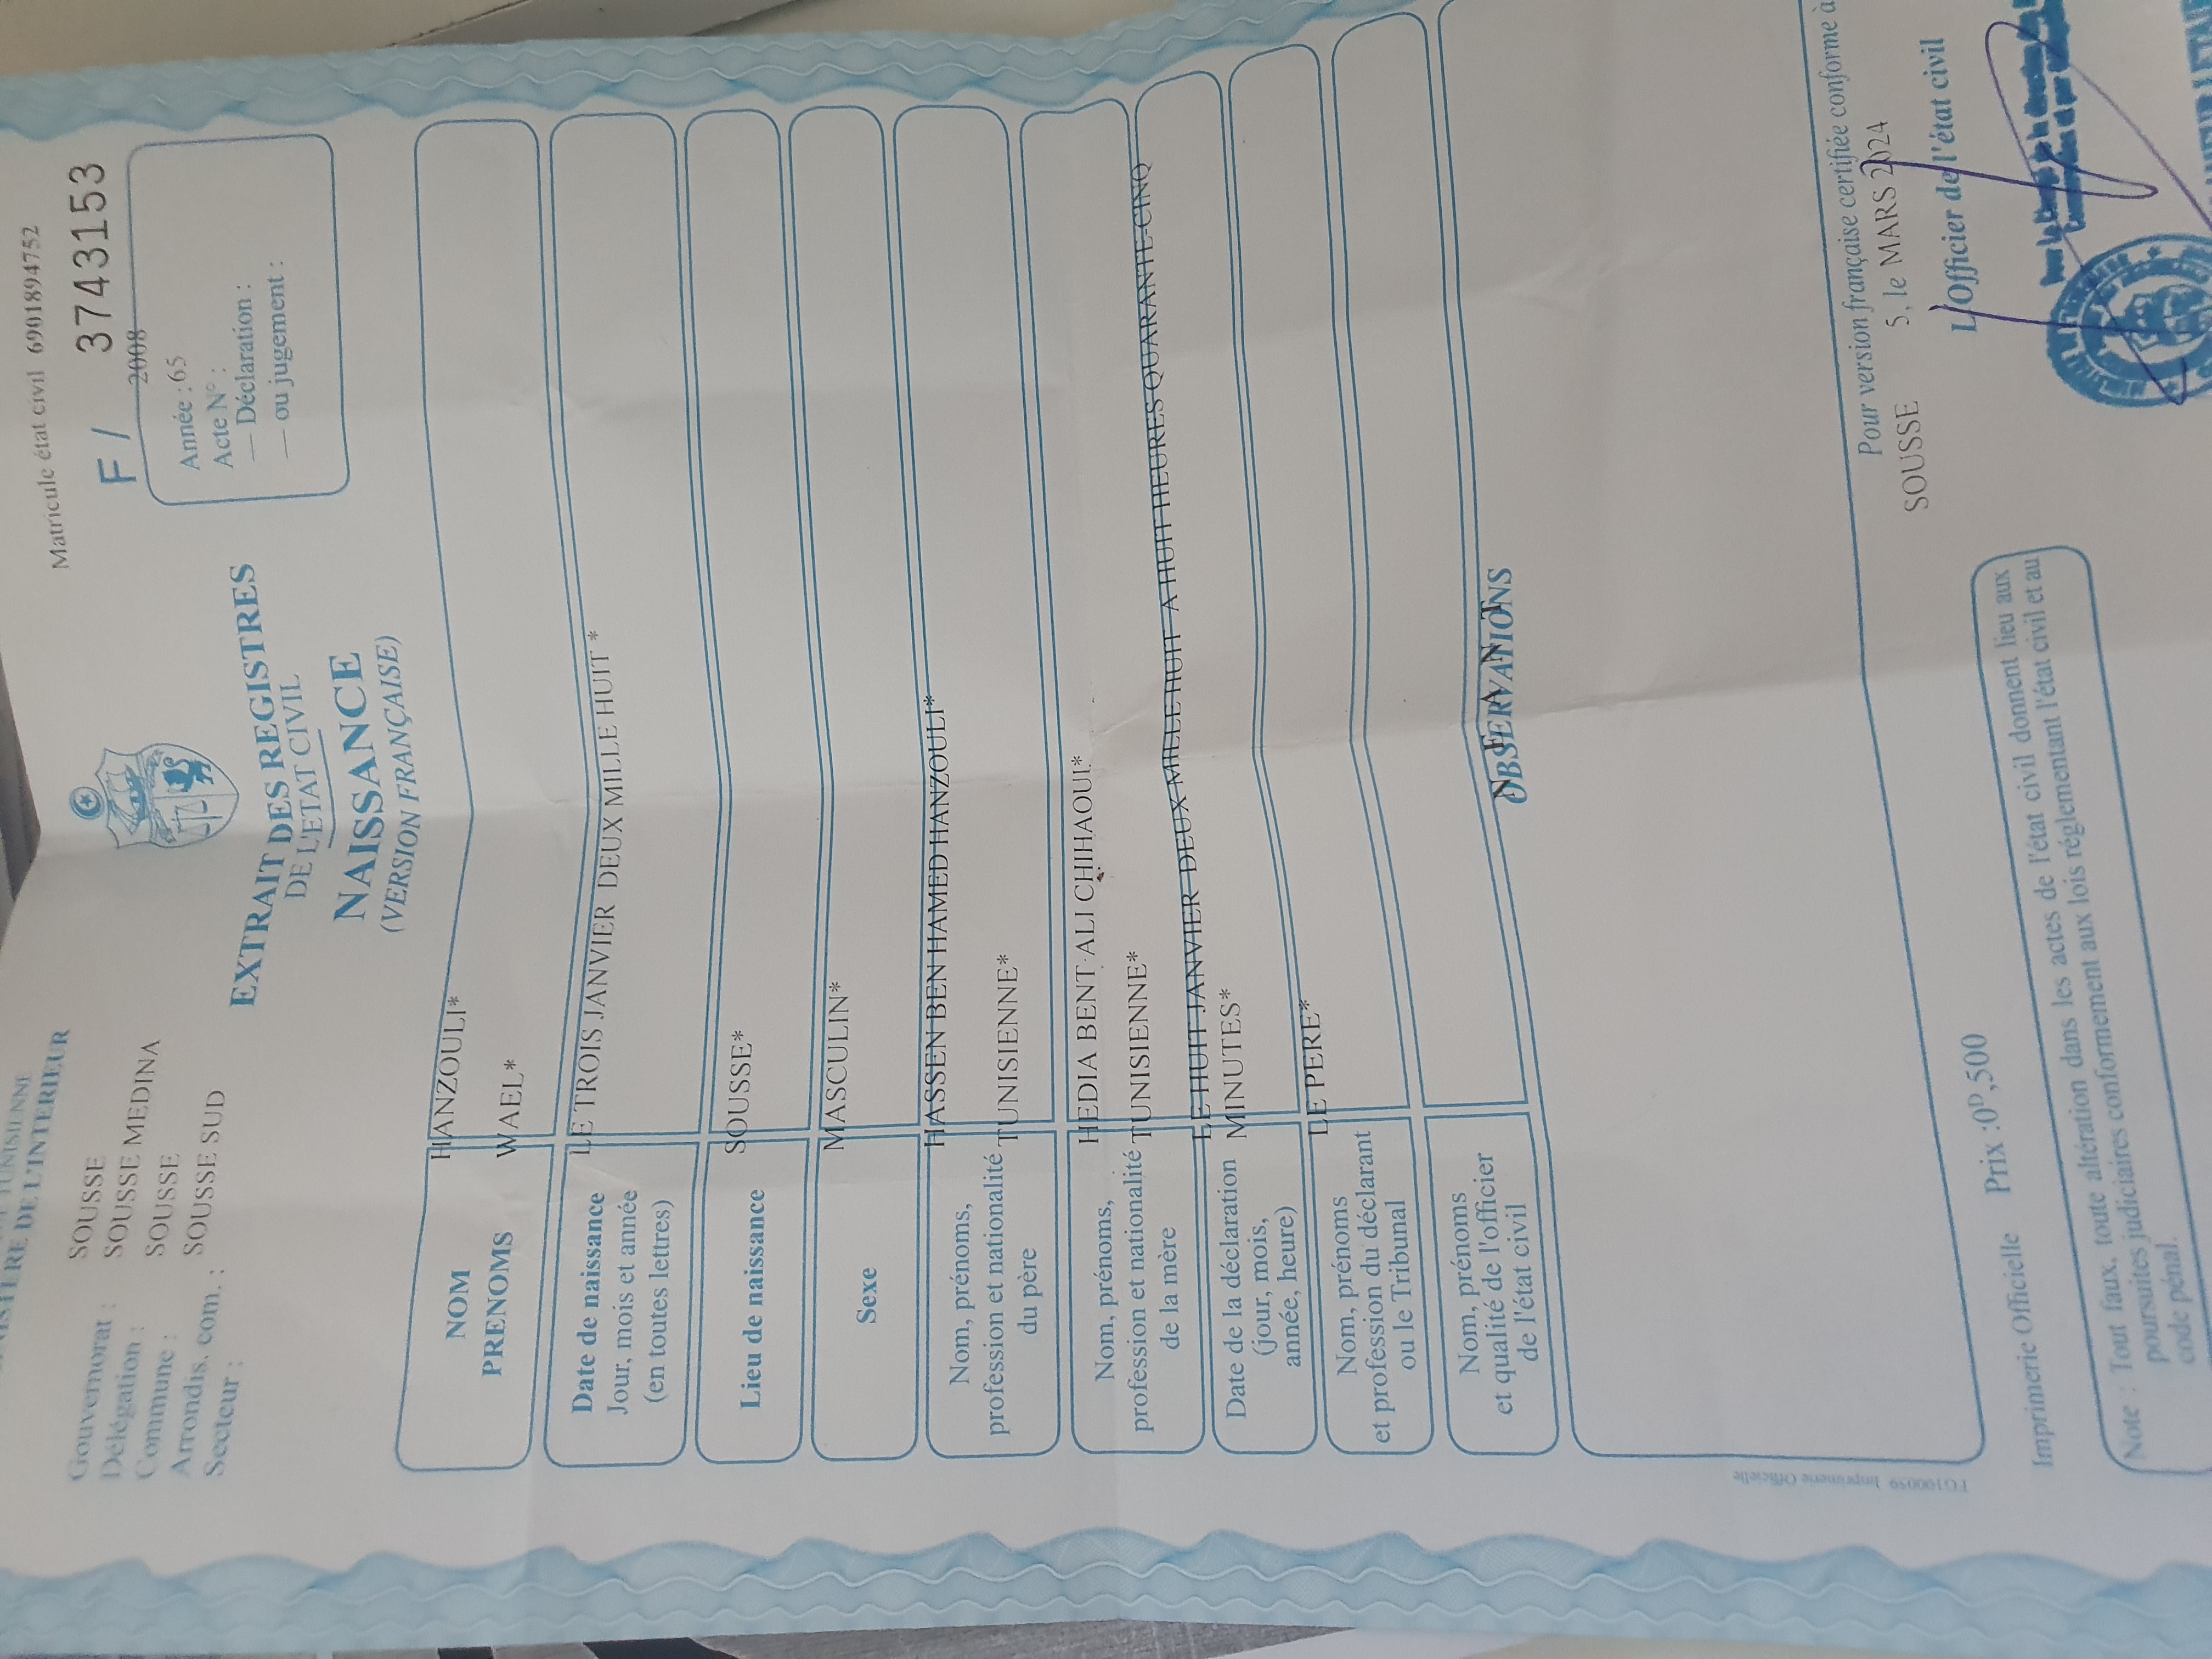 TUNISIENNE
MINISTERE DE L'INTERIEUR
Gouvernorat : SOUSSE
Délégation : SOUSSE MEDINA
Commune : SOUSSE
Arrondis. com. : SOUSSE SUD
Secteur :
Matricule état civil 6901894752
F / 37431153
2008
Année : 65
Acte N° :
— Déclaration :
— ou jugement :
EXTRAIT DES REGISTRES
DE L'ETAT CIVIL
NAISSANCE
(VERSION FRANÇAISE)
NOM HANZOULI*
PRENOMS WAEL*
Date de naissance
Jour, mois et année
(en toutes lettres)
LE TROIS JANVIER DEUX MILLE HUIT *
Lieu de naissance SOUSSE*
Sexe MASCULIN*
Nom, prénoms,
profession et nationalité
du père
HASSEN BEN HAMED HANZOULI*
TUNISIENNE*
Nom, prénoms,
profession et nationalité
de la mère
HEDIA BENT ALI CHIHAOUI.*
TUNISIENNE*
Date de la déclaration
(jour, mois,
année, heure)
LE HUIT JANVIER DEUX MILLE HUIT A HUIT HEURES QUARANTE-CINQ
MINUTES*
Nom, prénoms
et profession du déclarant
ou le Tribunal
LE PERE*
Nom, prénoms
et qualité de l'officier
de l'état civil
OBSERVATIONS
NEANT
Pour version française certifiée conforme à
SOUSSE 5, le MARS 2024
L'officier de l'état civil
FG100059 Imprimerie Officielle
Imprimerie Officielle Prix : 0D,500
Note : Tout faux, toute altération dans les actes de l'état civil donnent lieu aux
poursuites judiciaires conformement aux lois réglementant l'état civil et au
code pénal.